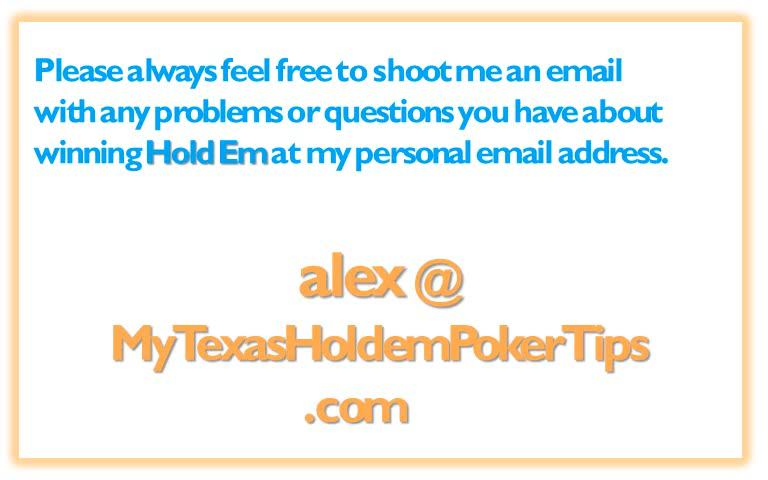 Please always feel free to shoot me an email
with any problems or questions you have about
winning Hold Em at my personal email address.
alex @
MyTexasHoldemPokerTips
.com